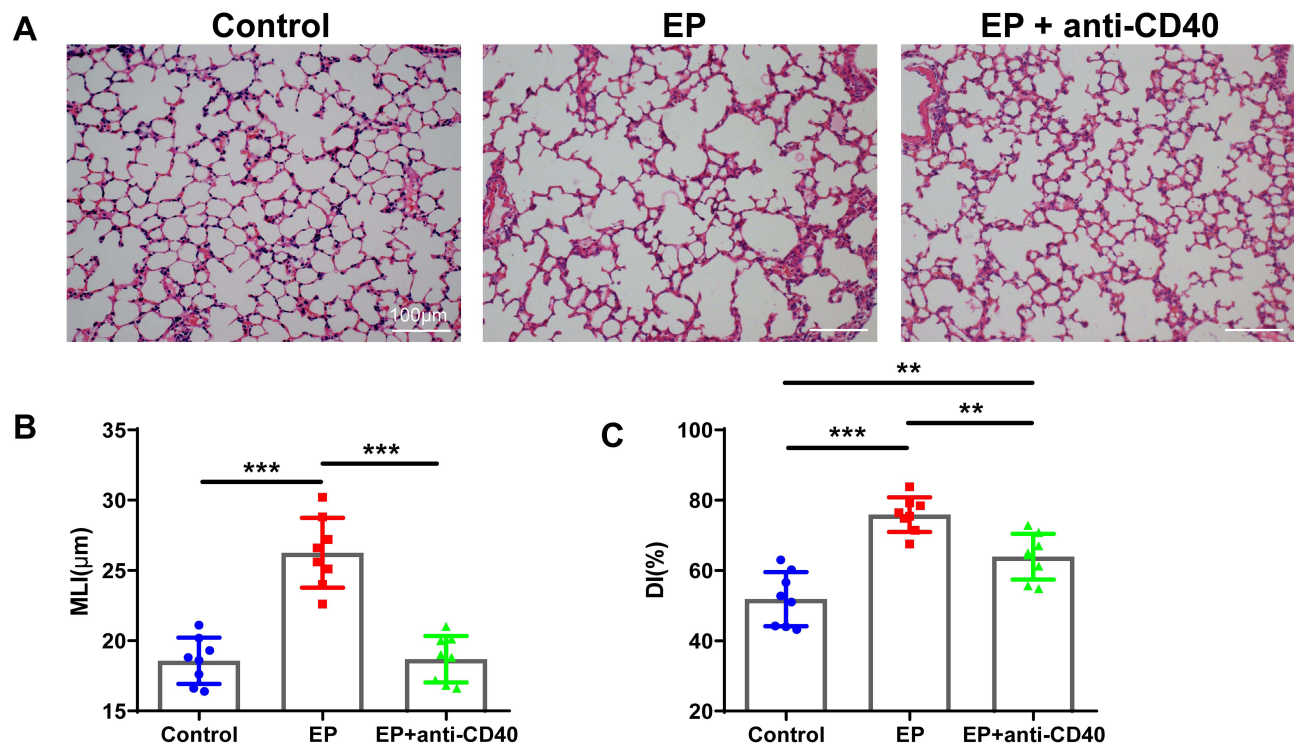 A
Control
EP
EP + anti-CD40
100μm
B
MLI(μm)
35
30
25
20
15
***
***
Control
EP
EP+anti-CD40
C
DI(%)
100
80
60
40
20
**
***
**
Control
EP
EP+anti-CD40